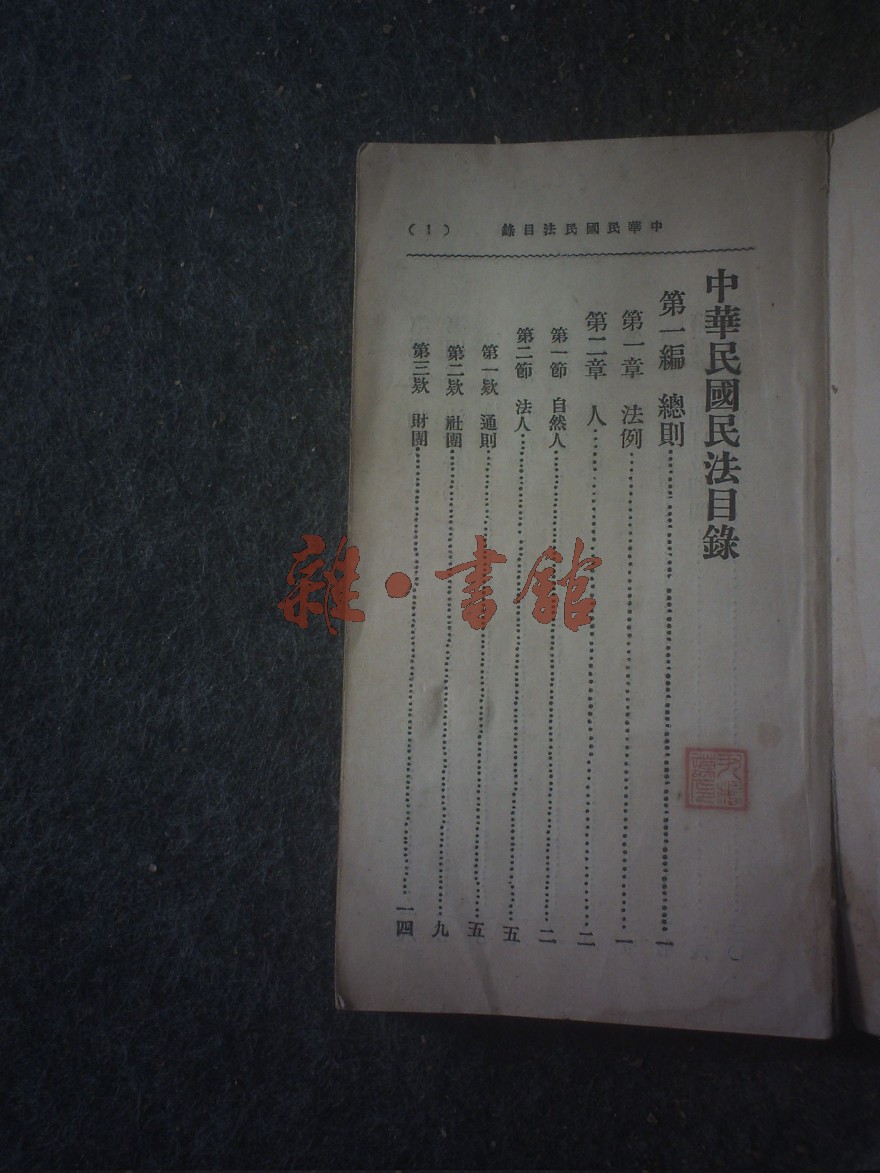 中華民國民法目錄 (1)
中華民國民法目錄
第一編 總則 一
第一章 法例 一
第二章 人 二
第一節 自然人 二
第二節 法人 五
第一欵 通則 五
第二欵 社團 九
第三欵 財團 一四
雜·書館